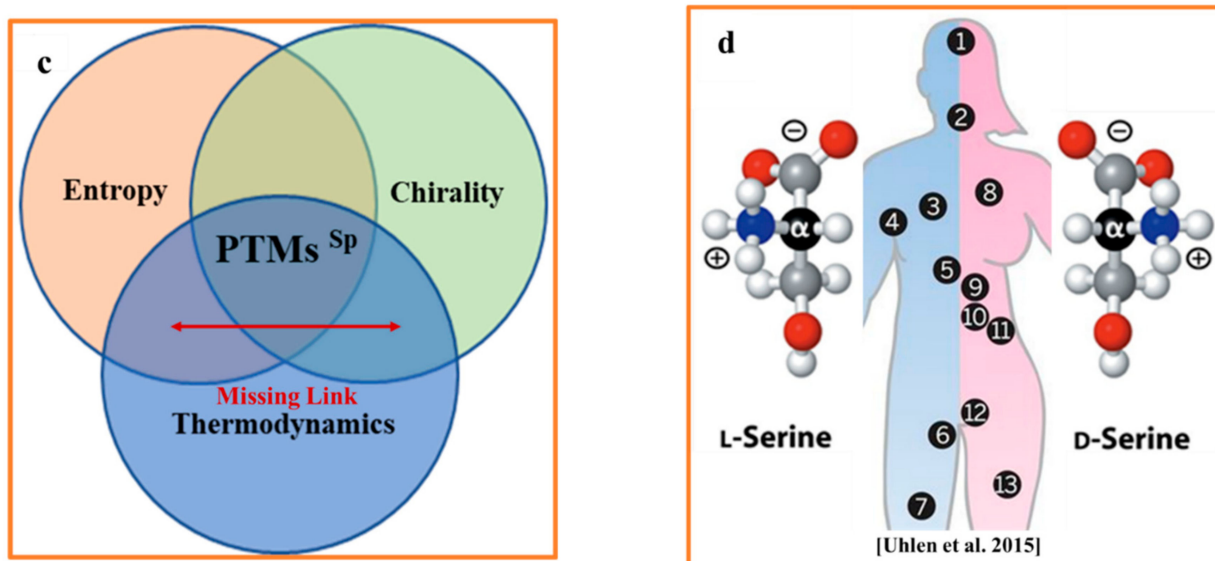 c
Entropy
Chirality
PTMs Sp
Missing Link
Thermodynamics
d
1
2
3
8
4
5
9
10
11
12
6
13
7
−
α
+
L-Serine
−
α
+
D-Serine
[Uhlen et al. 2015]